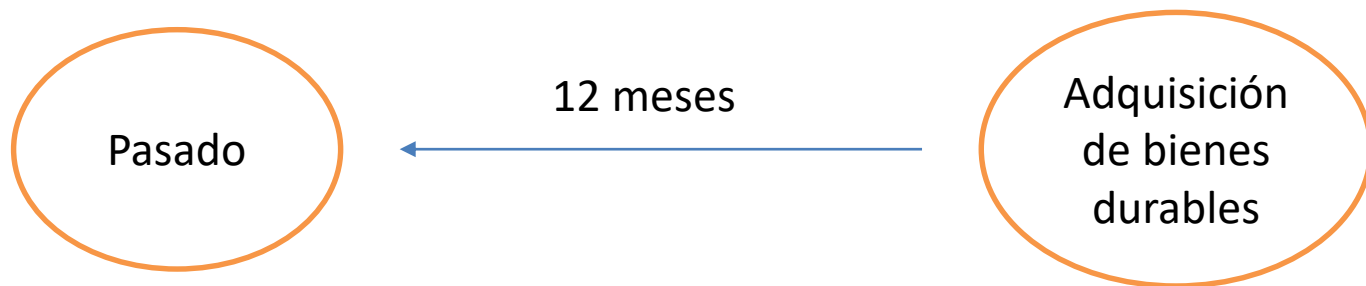 Pasado
12 meses
Adquisición
de bienes
durables